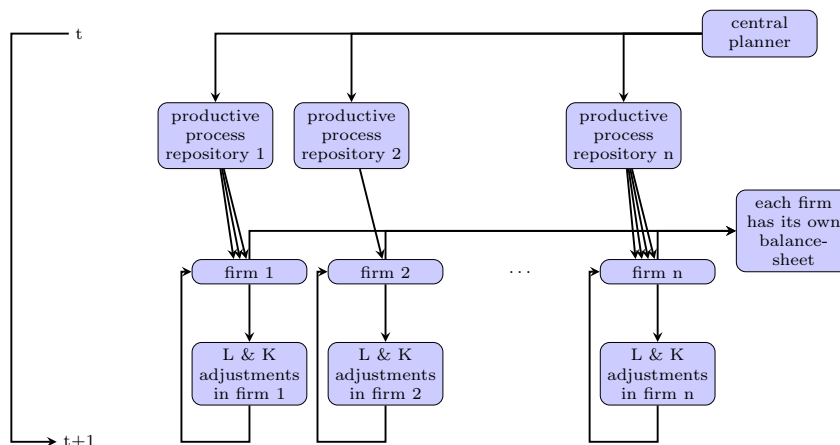 central
planner
t
productive
process
repository 1
productive
process
repository 2
productive
process
repository n
each firm
has its own
balance-
sheet
firm 1
firm 2
...
firm n
L & K
adjustments
in firm 1
L & K
adjustments
in firm 2
L & K
adjustments
in firm n
t+1